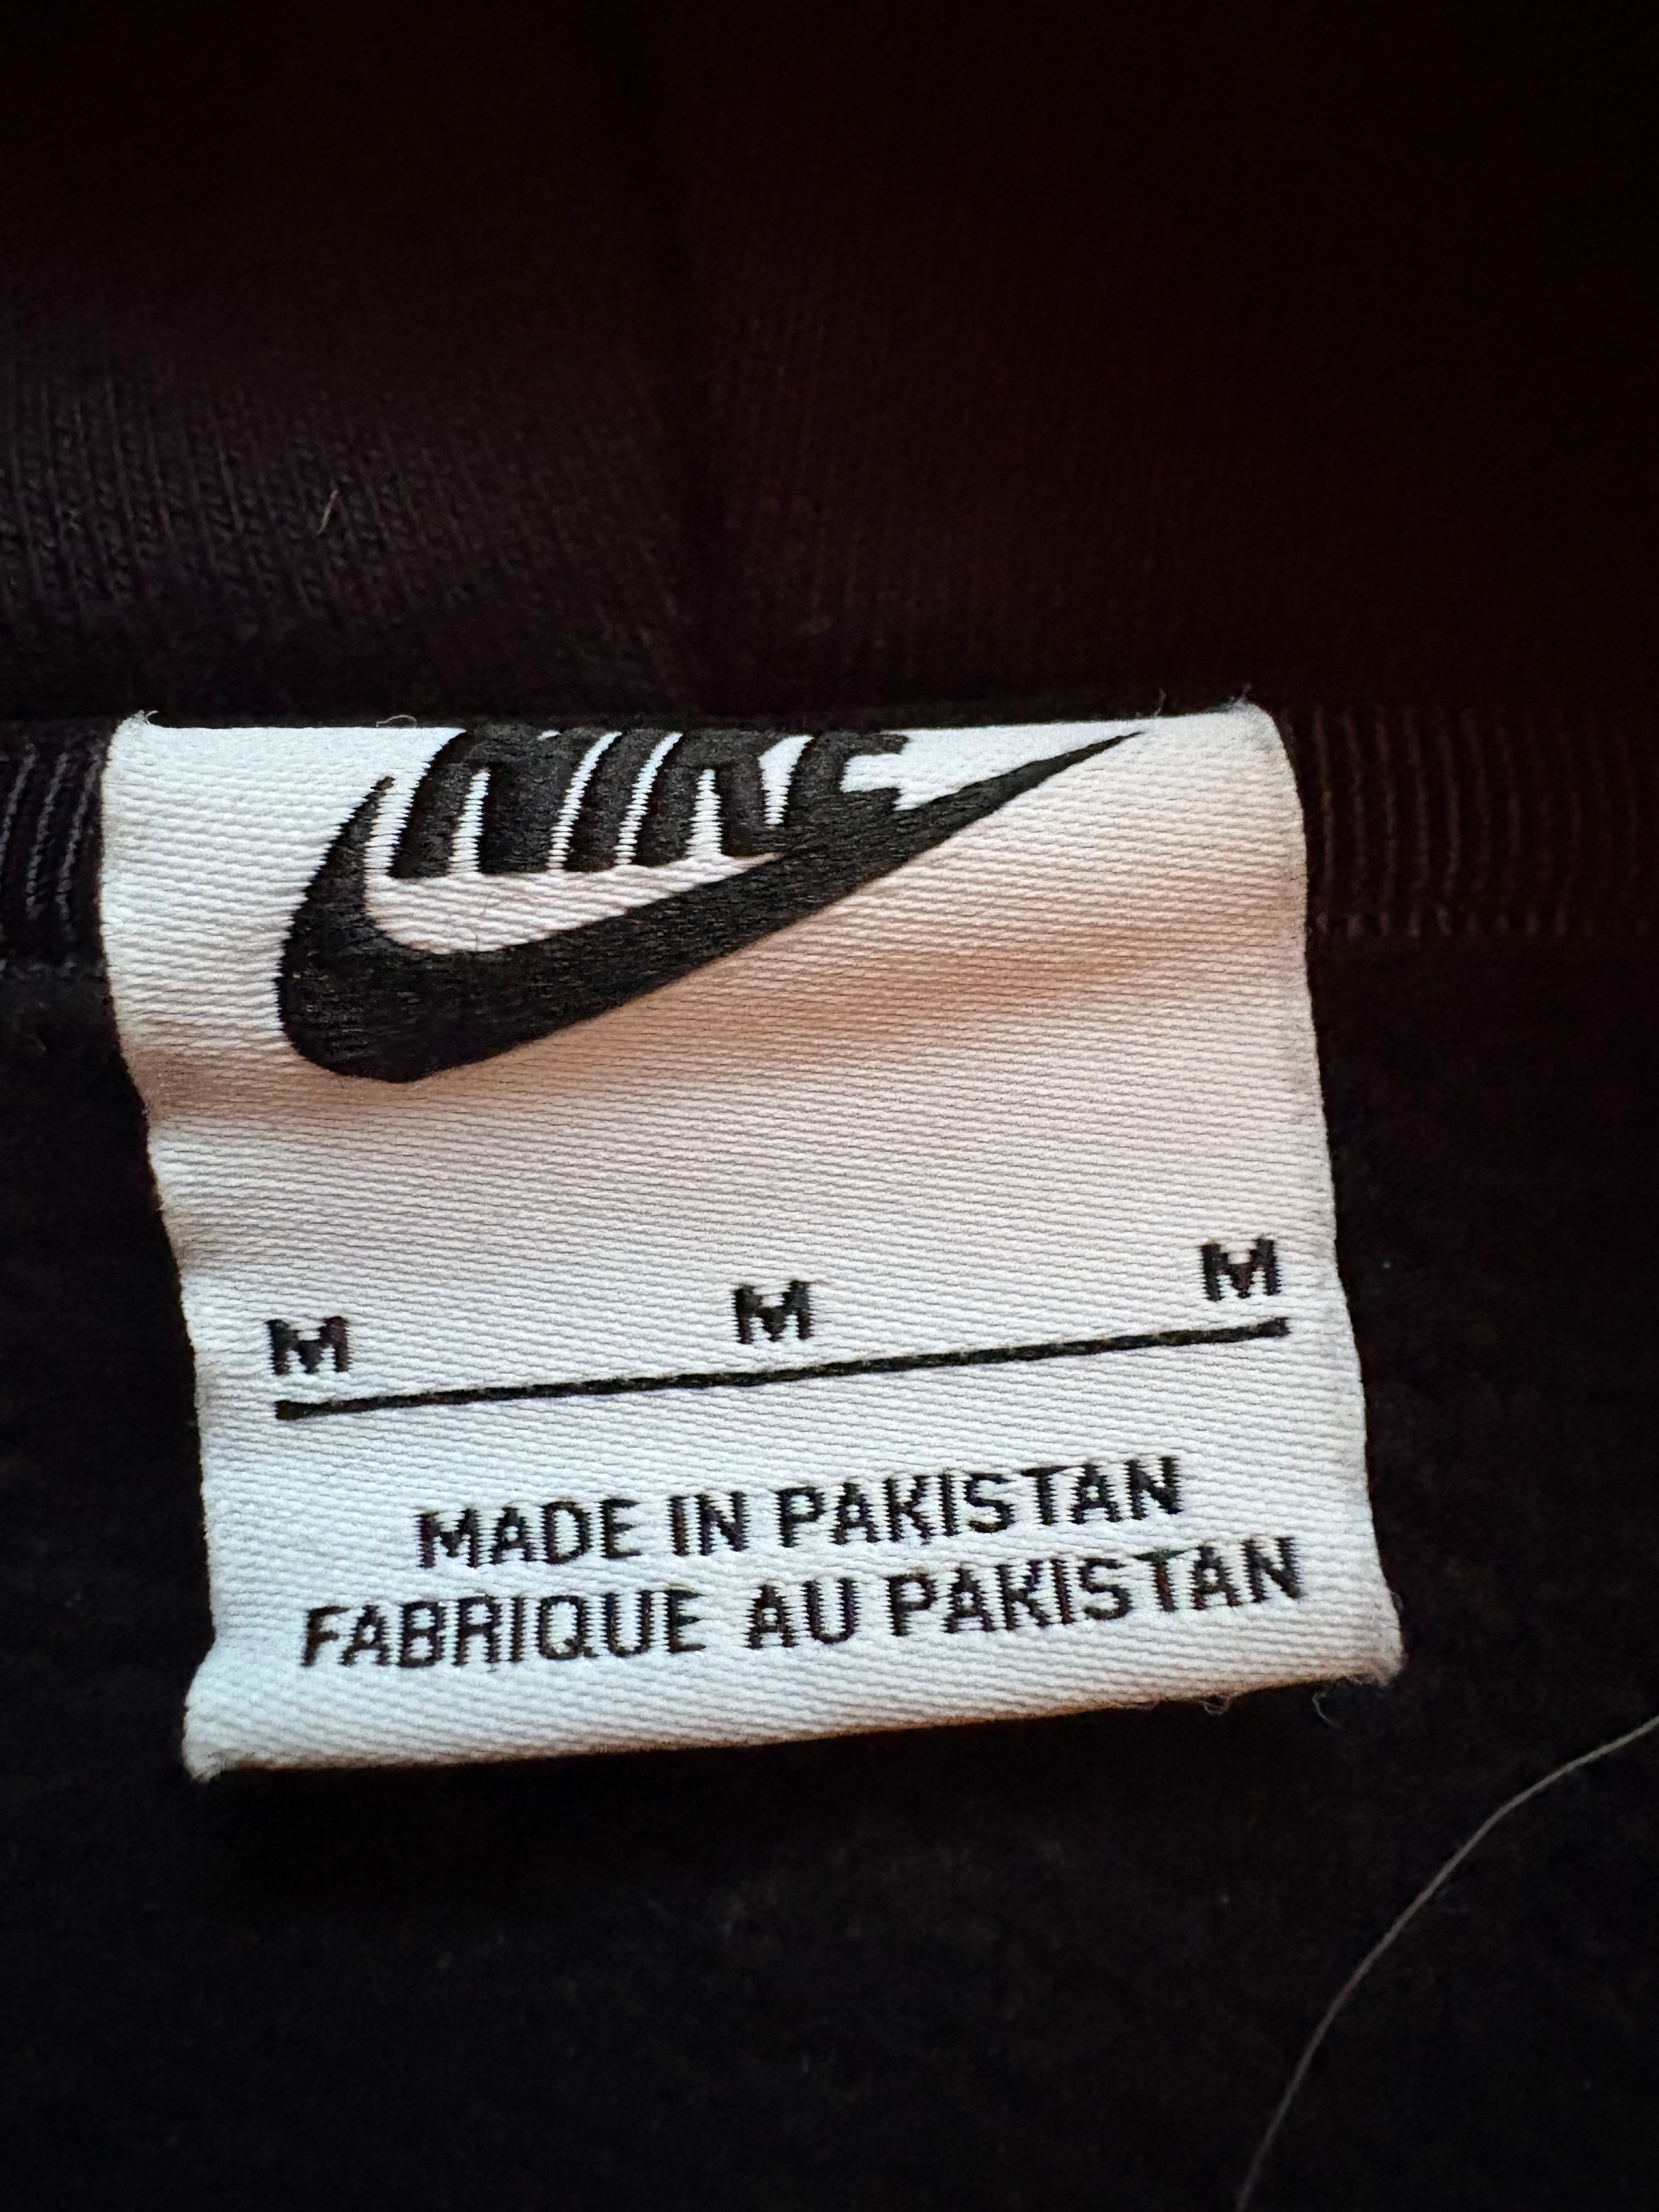 NIKE
M M M
MADE IN PAKISTAN
FABRIQUE AU PAKISTAN